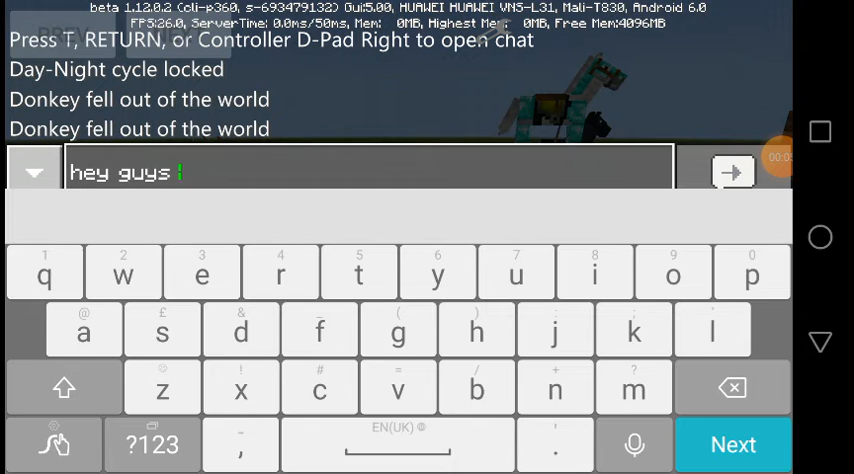 beta 1.12.0.2 (cli-p360, s-693479132) Gui:5.00, HUAWEI HUAWEI VNS-L31, Mali-T830, Android 6.0
FPS:26.0, ServerTime: 0.0ms/50ms, Mem: 0MB, Highest Mem: 0MB, Free Mem:4096MB
PREV
Press T, RETURN, or Controller D-Pad Right to open chat
Day-Night cycle locked
Donkey fell out of the world
Donkey fell out of the world
hey guys
1 2 3 4 5 6 7 8 9 0
q w e r t y u i o p
@ £ & _ ( ) : ; "
a s d f g h j k l
! # = / + ?
z x c v b n m
?123 , EN(UK) . Next